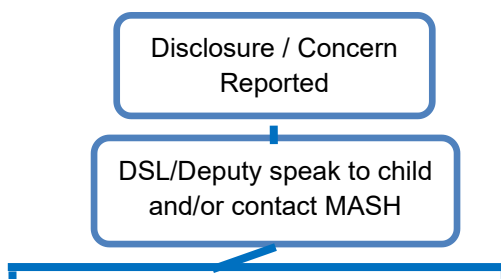 Disclosure / Concern
Reported
DSL/Deputy speak to child
and/or contact MASH